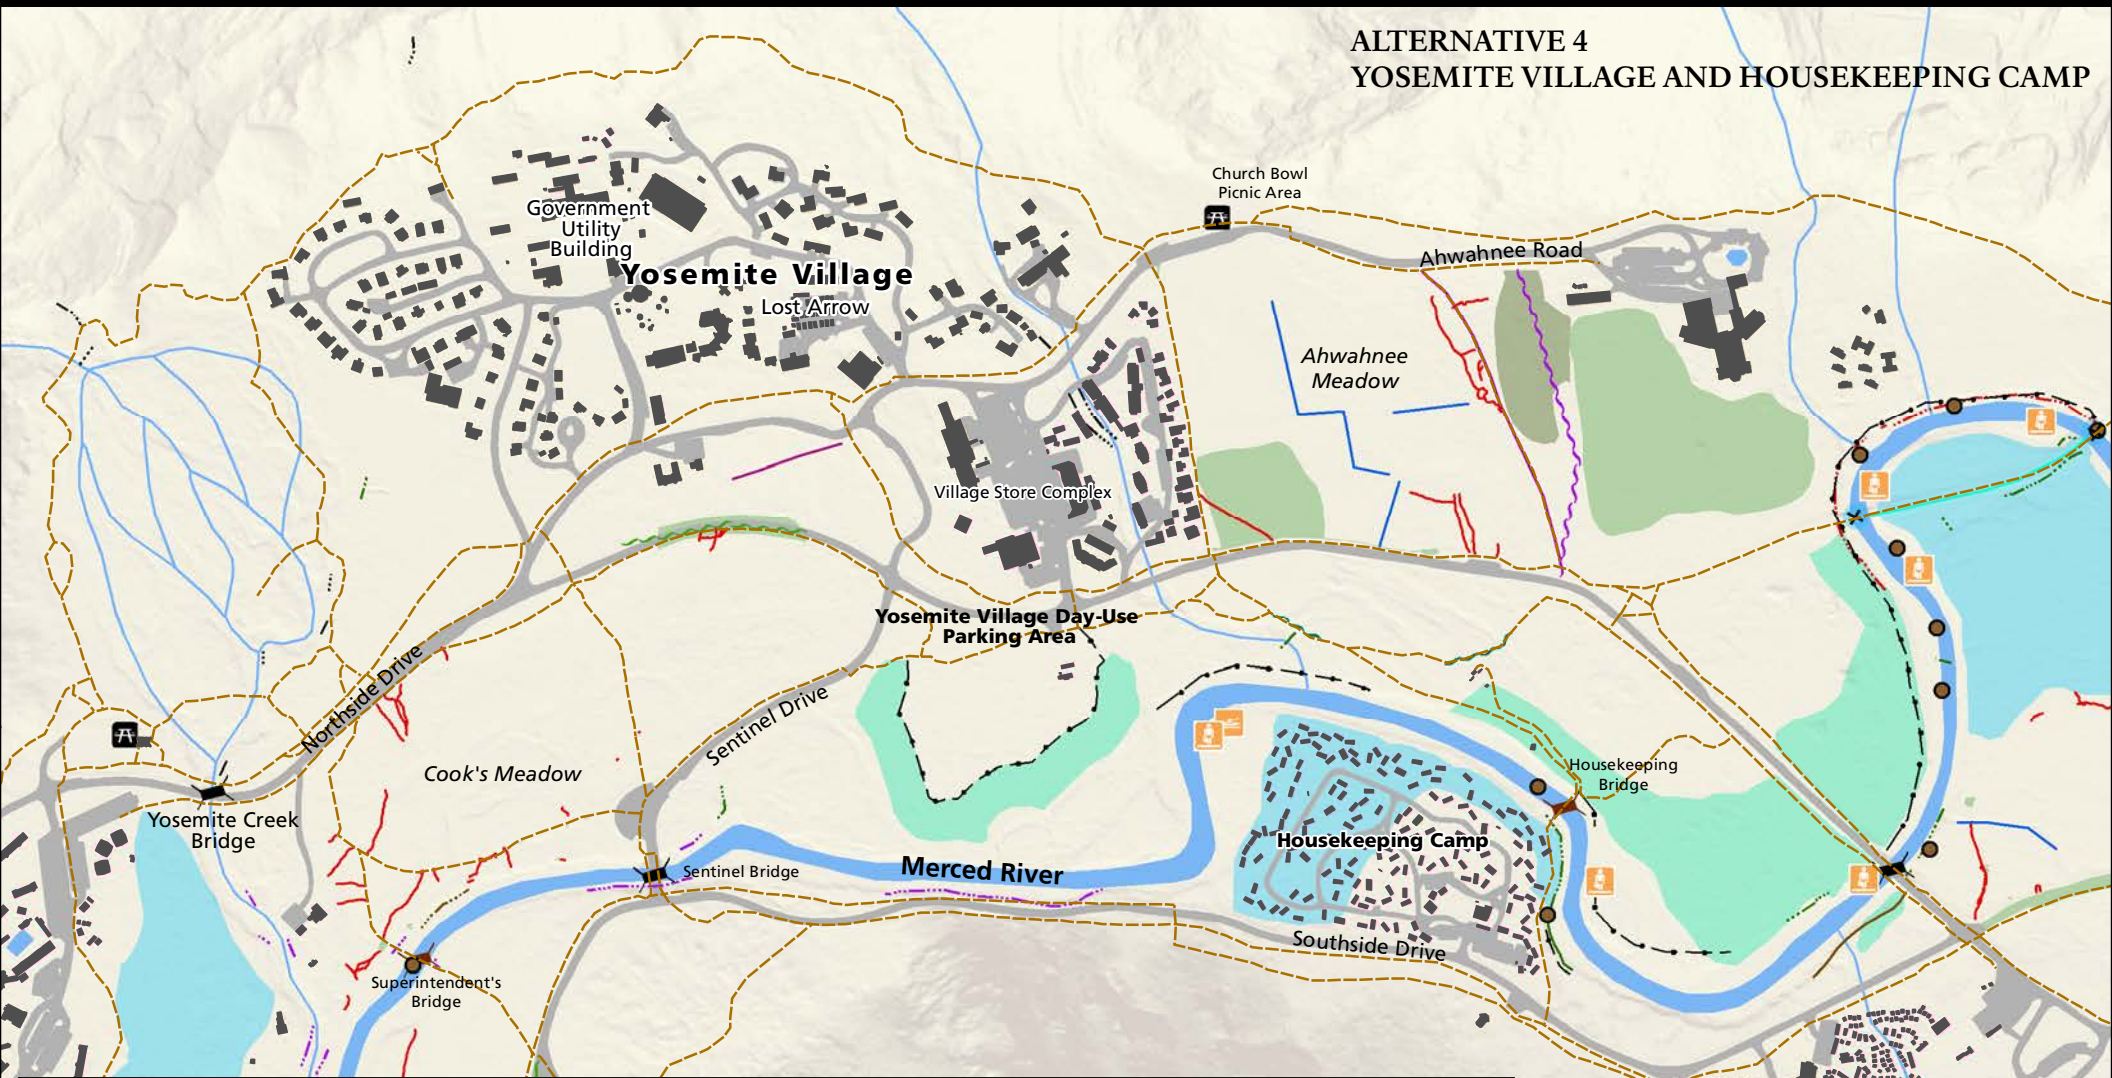 ALTERNATIVE 4
YOSEMITE VILLAGE AND HOUSEKEEPING CAMP
Church Bowl
Picnic Area
Government
Utility
Building
Yosemite Village
Lost Arrow
Ahwahnee Road
Ahwahnee
Meadow
Village Store Complex
Yosemite Village Day-Use
Parking Area
Northside Drive
Sentinel Drive
Cook's Meadow
Housekeeping
Bridge
Yosemite Creek
Bridge
Housekeeping Camp
Sentinel Bridge
Merced River
Southside Drive
Superintendent's
Bridge